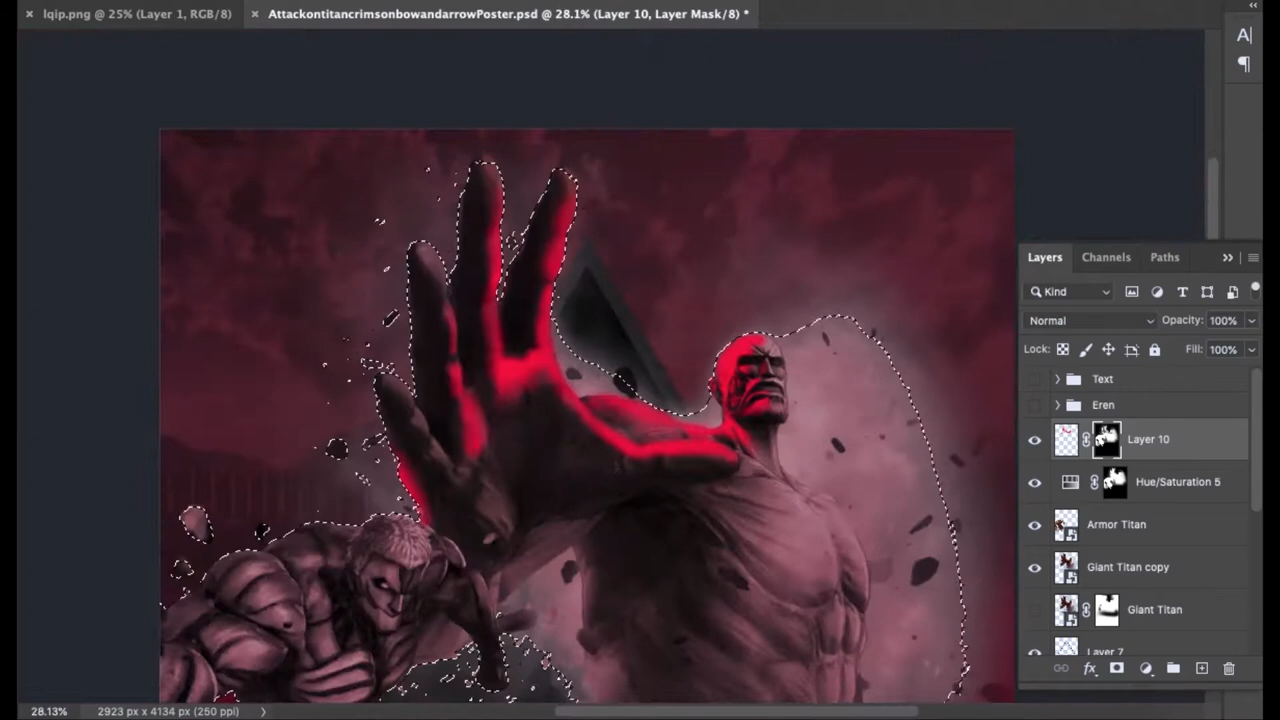 lqip.png @ 25% (Layer 1, RGB/8)
AttackontitancrimsonbowandarrowPoster.psd @ 28.1% (Layer 10, Layer Mask/8) *
Layers Channels Paths
Kind
Normal Opacity: 100%
Lock: Fill: 100%
Text
Eren
Layer 10
Hue/Saturation 5
Armor Titan
Giant Titan copy
Giant Titan
Layer 7
fx
28.13% 2923 px x 4134 px (250 ppi)